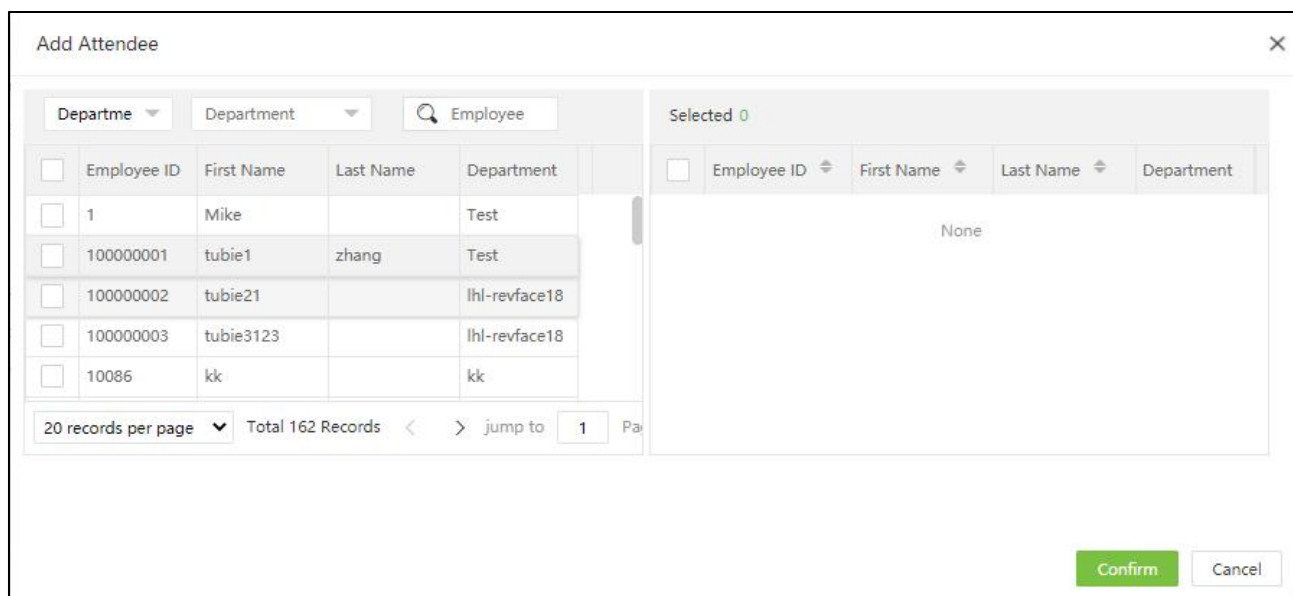 Add Attendee
Departme Department Employee Selected 0
Employee ID First Name Last Name Department Employee ID First Name Last Name Department
1 Mike Test
None
100000001 tubie1 zhang Test
100000002 tubie21 lhl-revface18
100000003 tubie3123 lhl-revface18
10086 kk kk
20 records per page Total 162 Records < > jump to 1 Pa
Confirm Cancel